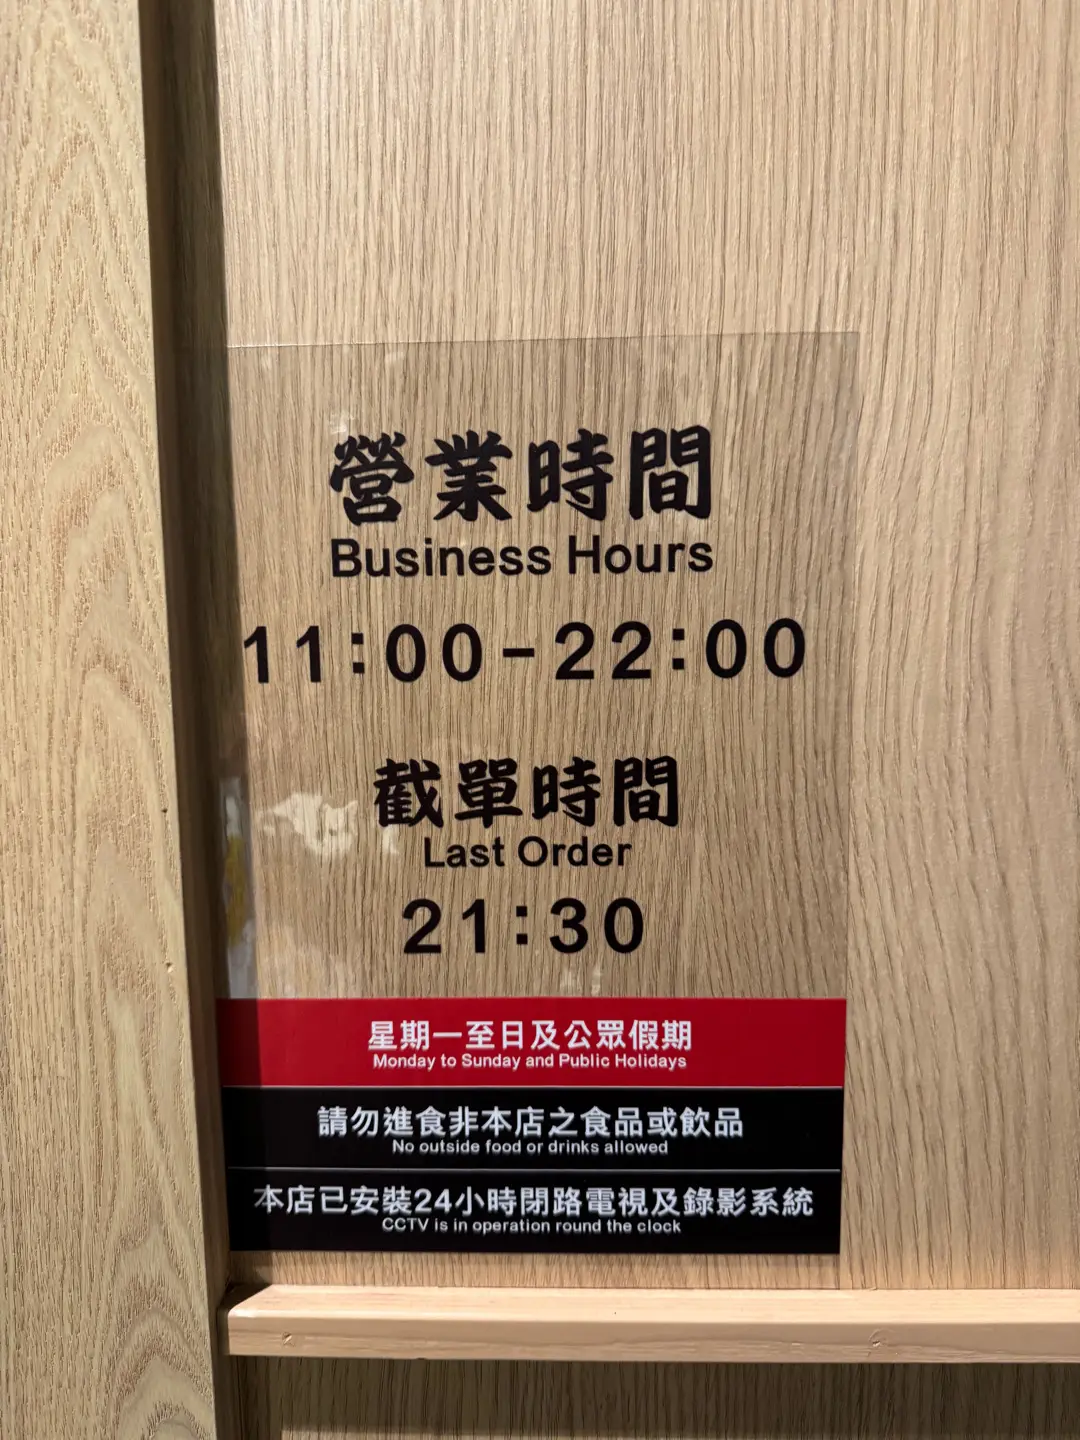 營業時間
Business Hours
11:00-22:00
截單時間
Last Order
21:30
星期一至日及公眾假期
Monday to Sunday and Public Holidays
請勿進食非本店之食品或飲品
No outside food or drinks allowed
本店已安裝24小時閉路電視及錄影系統
CCTV is in operation round the clock